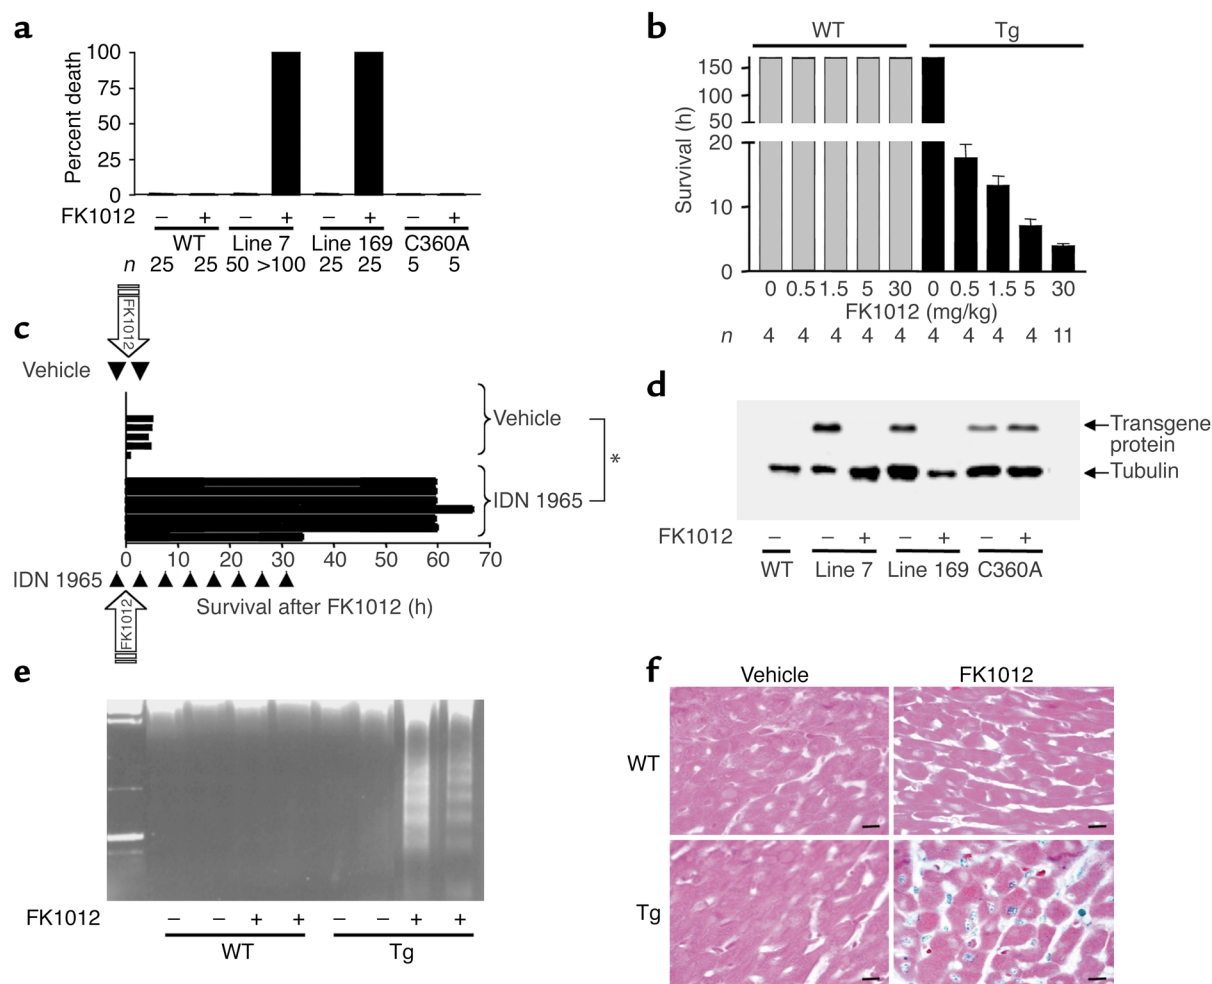 a
Percent death
100
75
50
25
0
FK1012 – + – + – + – +
WT Line 7 Line 169 C360A
n 25 25 50 >100 25 25 5 5
b
WT Tg
Survival (h)
150
100
50
20
10
0
0 0.5 1.5 5 30 0 0.5 1.5 5 30
FK1012 (mg/kg)
n 4 4 4 4 4 4 4 4 4 11
c
FK1012
Vehicle
Vehicle
*
IDN 1965
0 10 20 30 40 50 60 70
IDN 1965
Survival after FK1012 (h)
FK1012
d
Transgene
protein
Tubulin
FK1012 – – + – + – +
WT Line 7 Line 169 C360A
e
FK1012 – – + + – – + +
WT Tg
f
Vehicle FK1012
WT
Tg